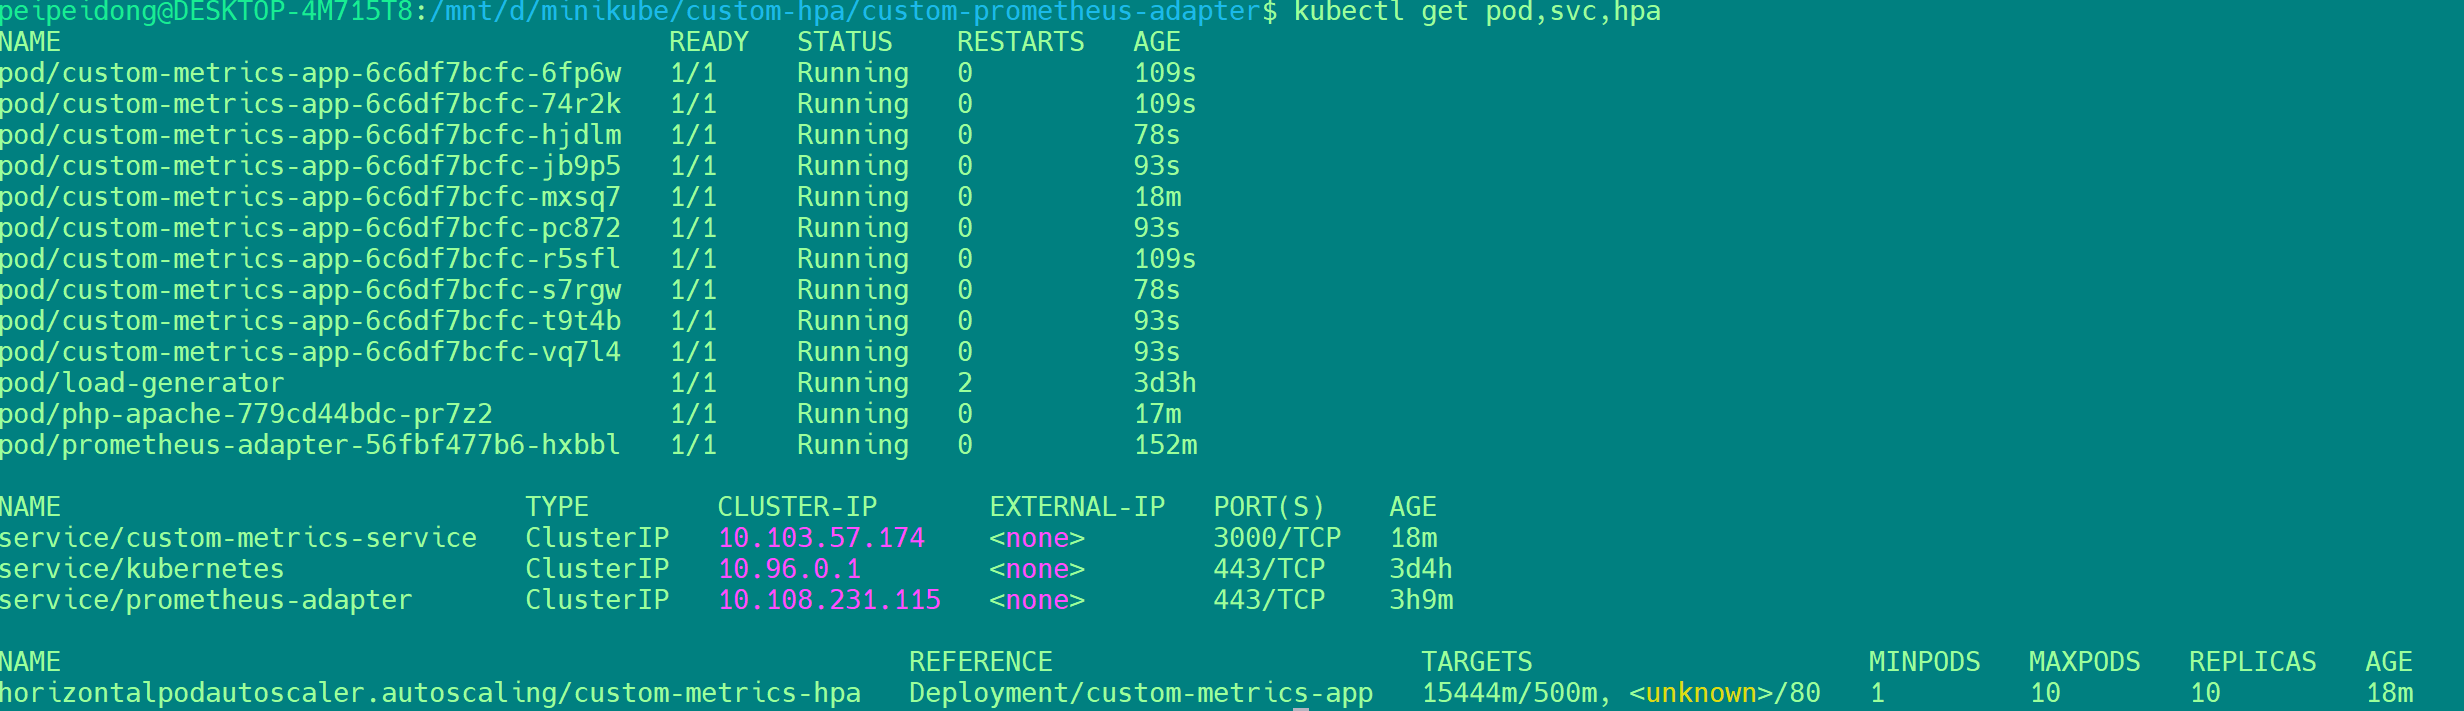 peipeidong@DESKTOP-4M715T8:/mnt/d/minikube/custom-hpa/custom-prometheus-adapter$ kubectl get pod,svc,hpa
NAME READY STATUS RESTARTS AGE
pod/custom-metrics-app-6c6df7bcfc-6fp6w 1/1 Running 0 109s
pod/custom-metrics-app-6c6df7bcfc-74r2k 1/1 Running 0 109s
pod/custom-metrics-app-6c6df7bcfc-hjdlm 1/1 Running 0 78s
pod/custom-metrics-app-6c6df7bcfc-jb9p5 1/1 Running 0 93s
pod/custom-metrics-app-6c6df7bcfc-mxsq7 1/1 Running 0 18m
pod/custom-metrics-app-6c6df7bcfc-pc872 1/1 Running 0 93s
pod/custom-metrics-app-6c6df7bcfc-r5sfl 1/1 Running 0 109s
pod/custom-metrics-app-6c6df7bcfc-s7rgw 1/1 Running 0 78s
pod/custom-metrics-app-6c6df7bcfc-t9t4b 1/1 Running 0 93s
pod/custom-metrics-app-6c6df7bcfc-vq7l4 1/1 Running 0 93s
pod/load-generator 1/1 Running 2 3d3h
pod/php-apache-779cd44bdc-pr7z2 1/1 Running 0 17m
pod/prometheus-adapter-56fbf477b6-hxbbl 1/1 Running 0 152m
NAME TYPE CLUSTER-IP EXTERNAL-IP PORT(S) AGE
service/custom-metrics-service ClusterIP 10.103.57.174 <none> 3000/TCP 18m
service/kubernetes ClusterIP 10.96.0.1 <none> 443/TCP 3d4h
service/prometheus-adapter ClusterIP 10.108.231.115 <none> 443/TCP 3h9m
NAME REFERENCE TARGETS MINPODS MAXPODS REPLICAS AGE
horizontalpodautoscaler.autoscaling/custom-metrics-hpa Deployment/custom-metrics-app 15444m/500m, <unknown>/80 1 10 10 18m